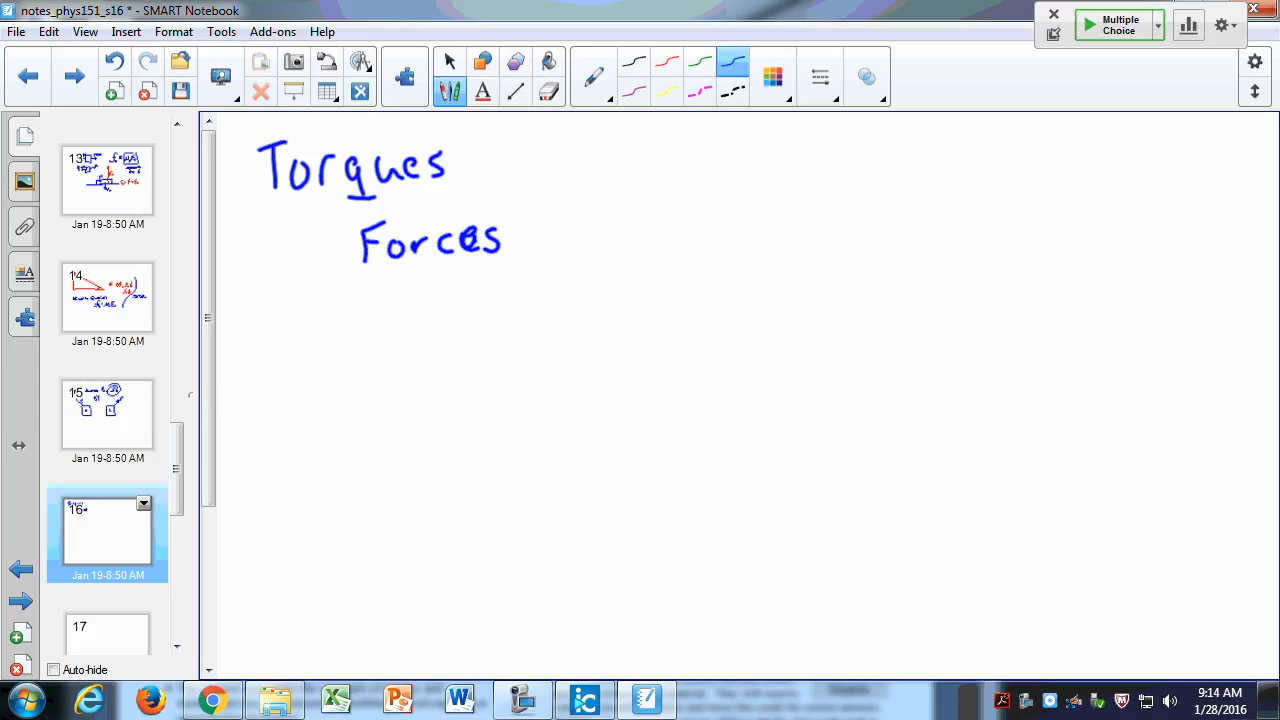 notes_phys151_s16 * - SMART Notebook
Multiple Choice
File Edit View Insert Format Tools Add-ons Help
Torques
Forces
13
Jan 19-8:50 AM
14
Jan 19-8:50 AM
15
Jan 19-8:50 AM
16
Jan 19-8:50 AM
17
Auto-hide
9:14 AM
1/28/2016